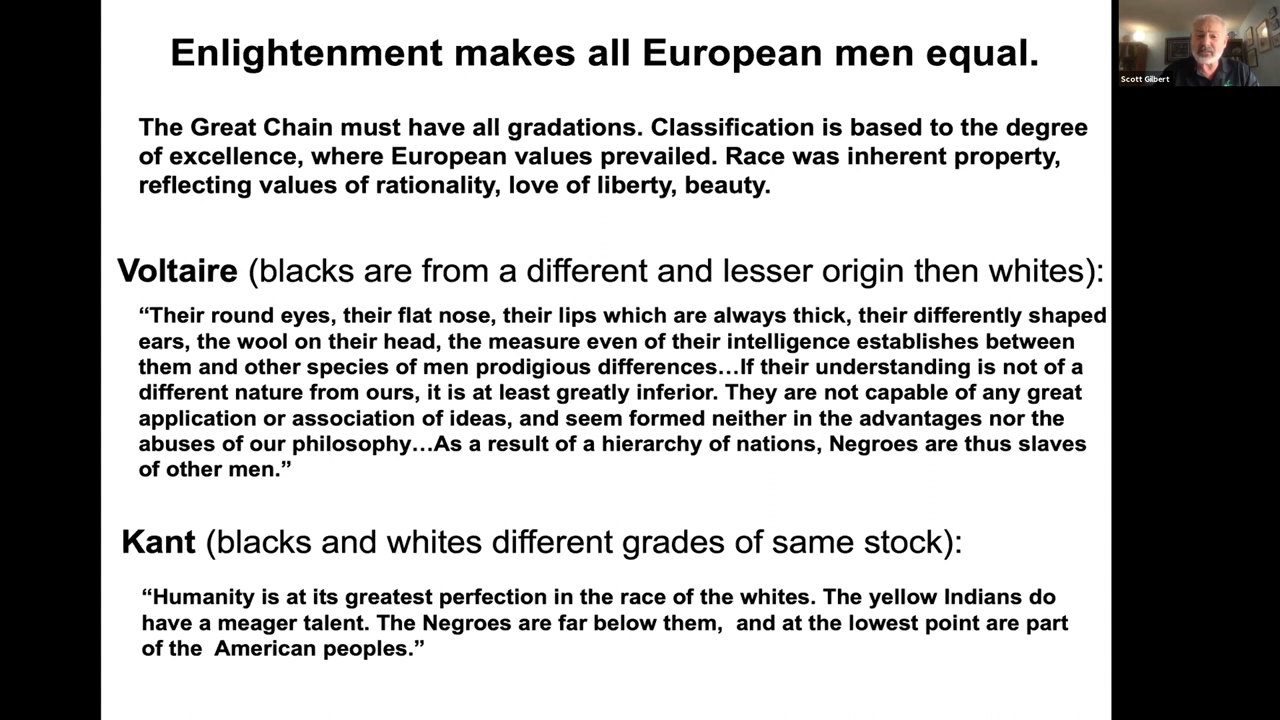 Enlightenment makes all European men equal.
The Great Chain must have all gradations. Classification is based to the degree
of excellence, where European values prevailed. Race was inherent property,
reflecting values of rationality, love of liberty, beauty.
Voltaire (blacks are from a different and lesser origin then whites):
“Their round eyes, their flat nose, their lips which are always thick, their differently shaped
ears, the wool on their head, the measure even of their intelligence establishes between
them and other species of men prodigious differences…If their understanding is not of a
different nature from ours, it is at least greatly inferior. They are not capable of any great
application or association of ideas, and seem formed neither in the advantages nor the
abuses of our philosophy…As a result of a hierarchy of nations, Negroes are thus slaves
of other men.”
Kant (blacks and whites different grades of same stock):
“Humanity is at its greatest perfection in the race of the whites. The yellow Indians do
have a meager talent. The Negroes are far below them, and at the lowest point are part
of the American peoples.”
Scott Gilbert